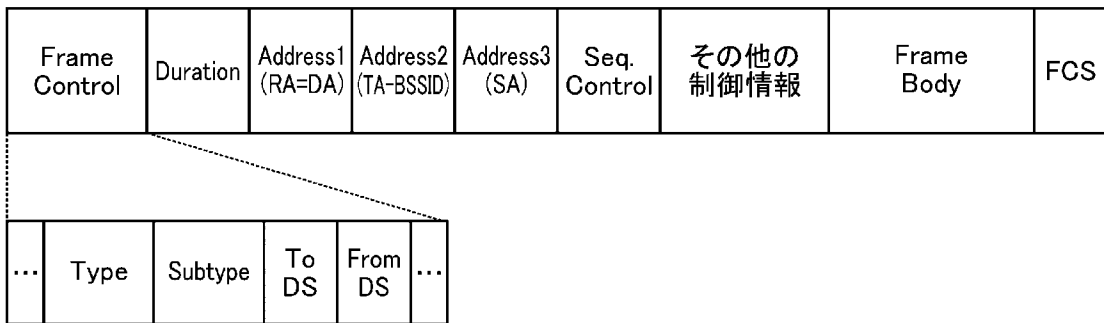 Frame
Control
Duration
Address1
(RA=DA)
Address2
(TA-BSSID)
Address3
(SA)
Seq.
Control
その他の
制御情報
Frame
Body
FCS
…
Type
Subtype
To
DS
From
DS
…